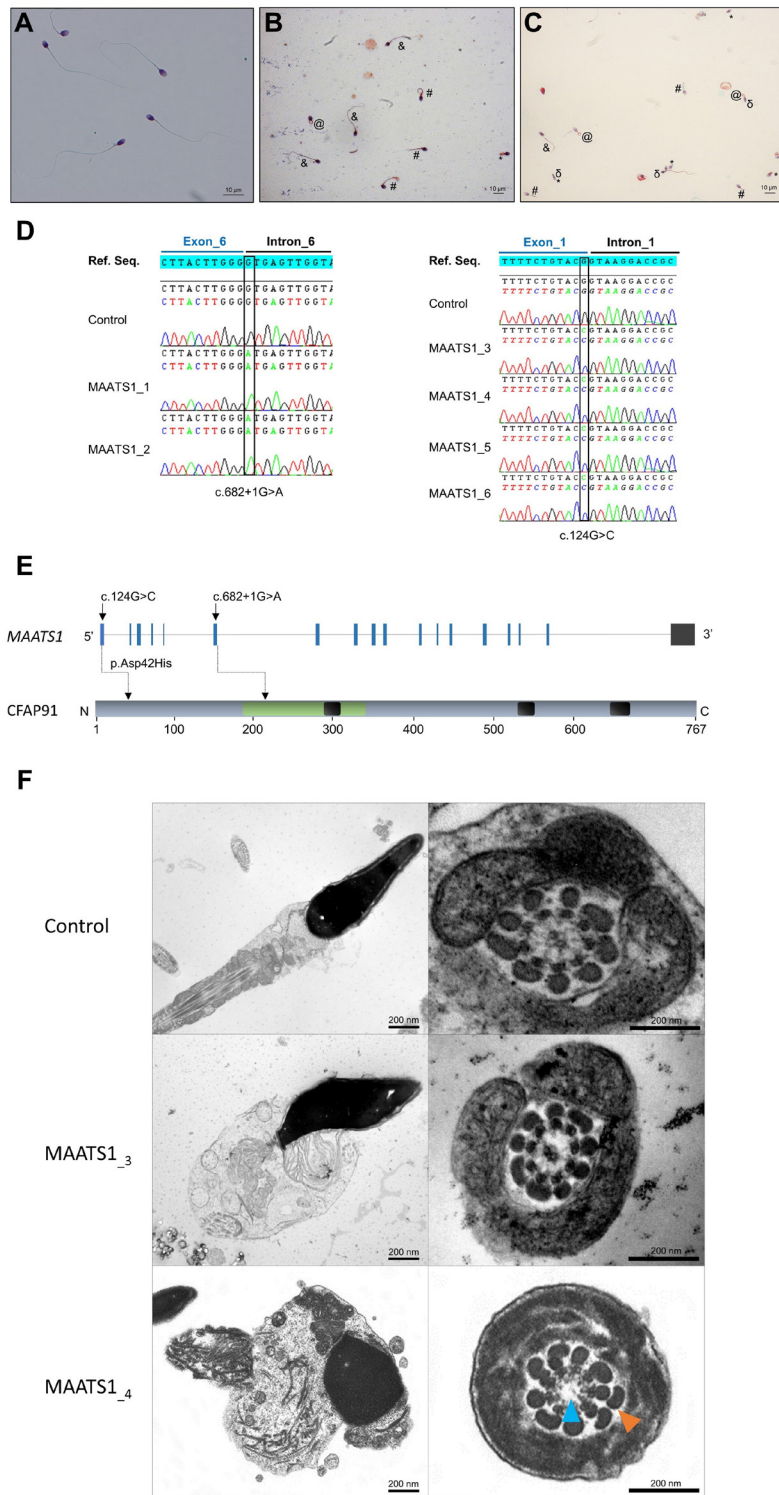 A
B
C
&
#
@
&
&
#
*
#
10 µm
10 µm
*
#
@
δ
&
@
δ
*
δ
*
*
#
#
10 µm
D
Exon_6 Intron_6
Ref. Seq. CTTACTTGGGGTGAGTTGGTA
CTTACTTGGGGTGAGTTGGTA
CTTACTTGGGGTGAGTTGGTA
Control
CTTACTTGGGATGAGTTGGTA
CTTACTTGGGATGAGTTGGTA
MAATS1_1
CTTACTTGGGATGAGTTGGTA
CTTACTTGGGATGAGTTGGTA
MAATS1_2
c.682+1G>A
Exon_1 Intron_1
Ref. Seq. TTTTCTGTACGGTAAGGACCGC
TTTTCTGTACGGTAAGGACCGC
TTTTCTGTACGGTAAGGACCGC
Control
TTTTCTGTACCGTAAGGACCGC
TTTTCTGTACCGTAAGGACCGC
MAATS1_3
TTTTCTGTACCGTAAGGACCGC
TTTTCTGTACCGTAAGGACCGC
MAATS1_4
TTTTCTGTACCGTAAGGACCGC
TTTTCTGTACCGTAAGGACCGC
MAATS1_5
TTTTCTGTACCGTAAGGACCGC
TTTTCTGTACCGTAAGGACCGC
MAATS1_6
c.124G>C
E
c.124G>C c.682+1G>A
MAATS1 5' 3'
p.Asp42His
CFAP91 N C
1 100 200 300 400 500 600 767
F
Control
200 nm
200 nm
MAATS1_3
200 nm
200 nm
MAATS1_4
200 nm
200 nm